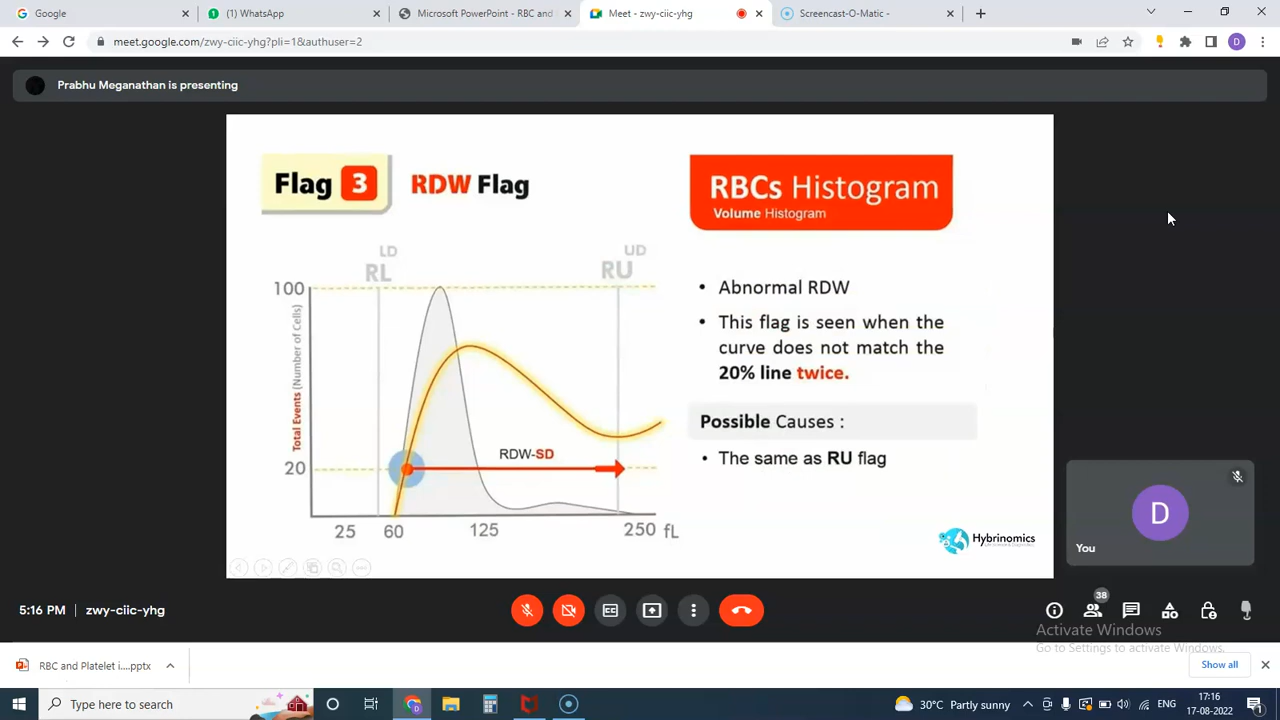 Google
(1) WhatsApp
Microsoft PowerPoint - RBC and
Meet - zwy-ciic-yhg
Screencast-O-Matic -
meet.google.com/zwy-ciic-yhg?pli=1&authuser=2
D
Prabhu Meganathan is presenting
Flag 3
RDW Flag
RBCs Histogram
Volume Histogram
LD
RL
UD
RU
100
20
Total Events (Number of Cells)
RDW-SD
25
60
125
250 fL
• Abnormal RDW
• This flag is seen when the
curve does not match the
20% line twice.
Possible Causes :
• The same as RU flag
Hybrinomics
D
You
5:16 PM | zwy-ciic-yhg
38
Activate Windows
Go to Settings to activate Windows.
RBC and Platelet i....pptx
Show all
Type here to search
30°C Partly sunny
ENG
17:16
17-08-2022